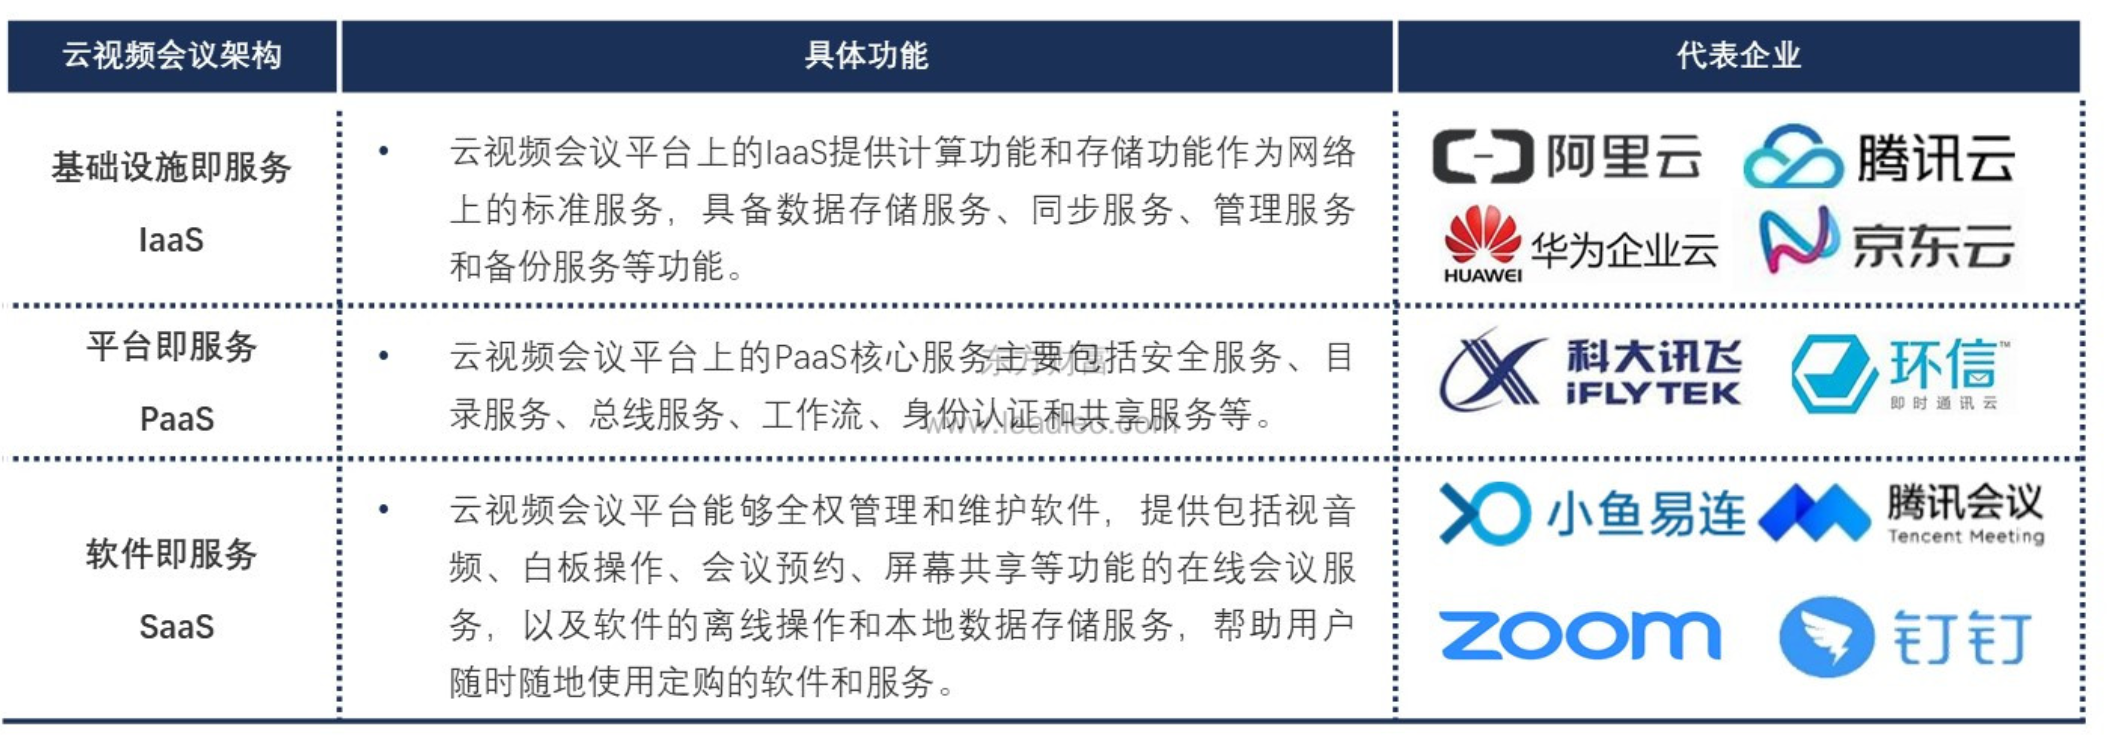 云视频会议架构
具体功能
代表企业
基础设施即服务
IaaS
• 云视频会议平台上的IaaS提供计算功能和存储功能作为网络
上的标准服务，具备数据存储服务、同步服务、管理服务
和备份服务等功能。
阿里云
腾讯云
HUAWEI
华为企业云
京东云
平台即服务
PaaS
• 云视频会议平台上的PaaS核心服务主要包括安全服务、目
录服务、总线服务、工作流、身份认证和共享服务等。
东方财富
www.leadleo.com
科大讯飞
iFLYTEK
环信™
即时通讯云
软件即服务
SaaS
• 云视频会议平台能够全权管理和维护软件，提供包括视音
频、白板操作、会议预约、屏幕共享等功能的在线会议服
务，以及软件的离线操作和本地数据存储服务，帮助用户
随时随地使用定购的软件和服务。
小鱼易连
腾讯会议
Tencent Meeting
zoom
钉钉